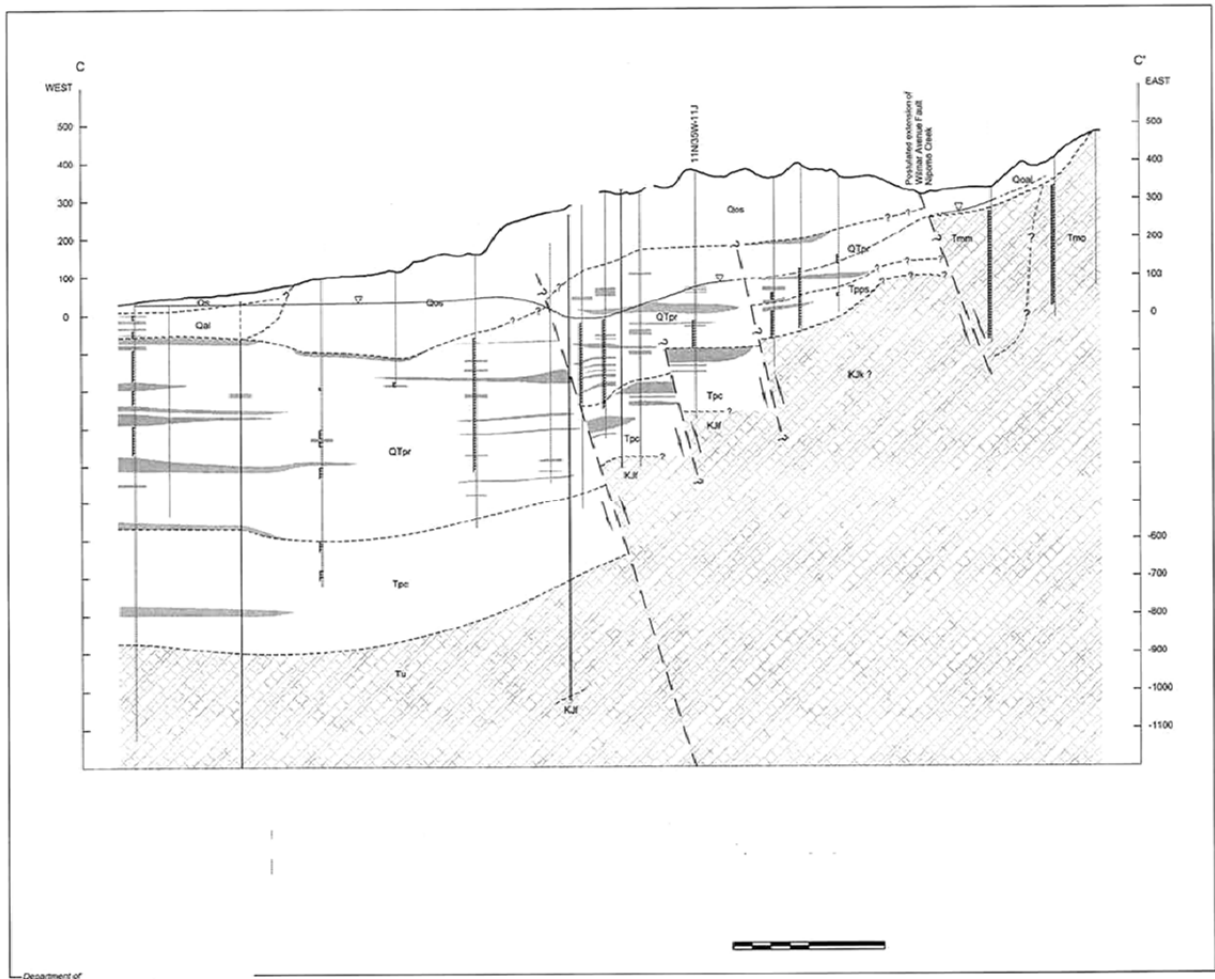 C
WEST
500
400
300
200
100
0
C'
EAST
500
400
300
200
100
0
-600
-700
-800
-900
-1000
-1100
11N/35W-11J
Postulated extension of
Wilmar Avenue Fault
Nipomo Creek
Qs
Qal
Qos
Qos
Qoal
QTpr
QTpr
QTpr
Tpps
Tmm
Tmo
Tpc
Tpc
Tpc
KJf
KJf
KJf
KJk ?
Tu
Department of